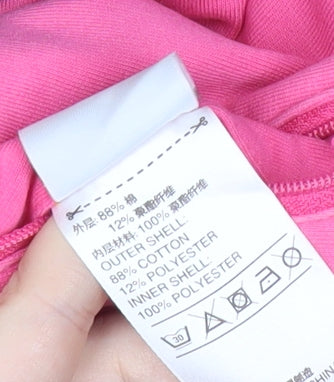 外层: 88% 棉
12% 聚酯纤维
内层材料: 100% 聚酯纤维
OUTER SHELL:
88% COTTON
12% POLYESTER
INNER SHELL:
100% POLYESTER
30